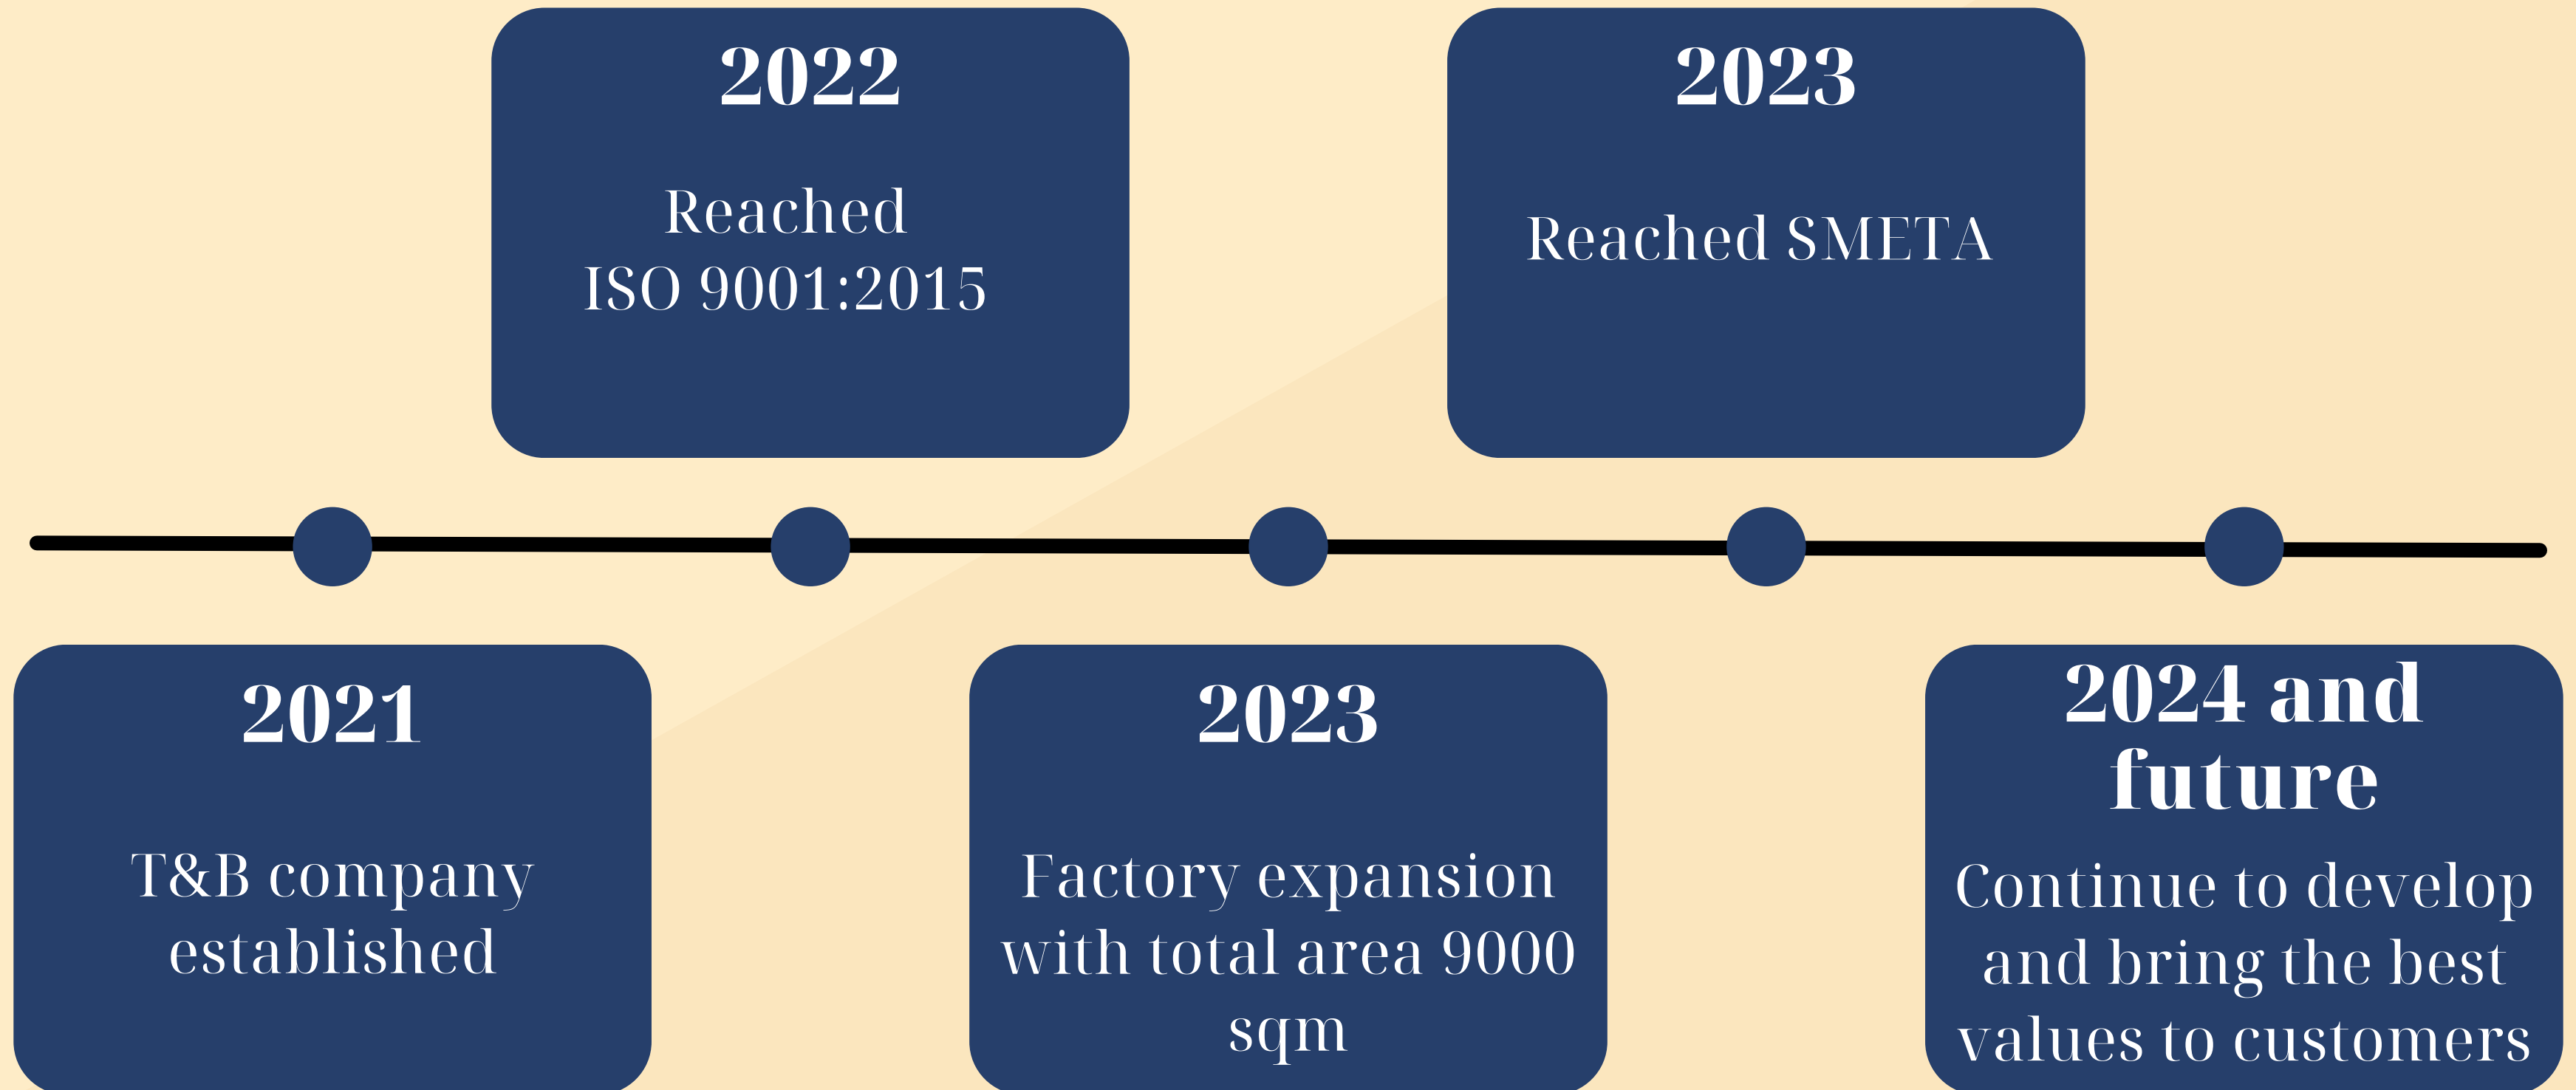 2022
Reached
ISO 9001:2015
2023
Reached SMETA
2021
T&B company
established
2023
Factory expansion
with total area 9000
sqm
2024 and
future
Continue to develop
and bring the best
values to customers